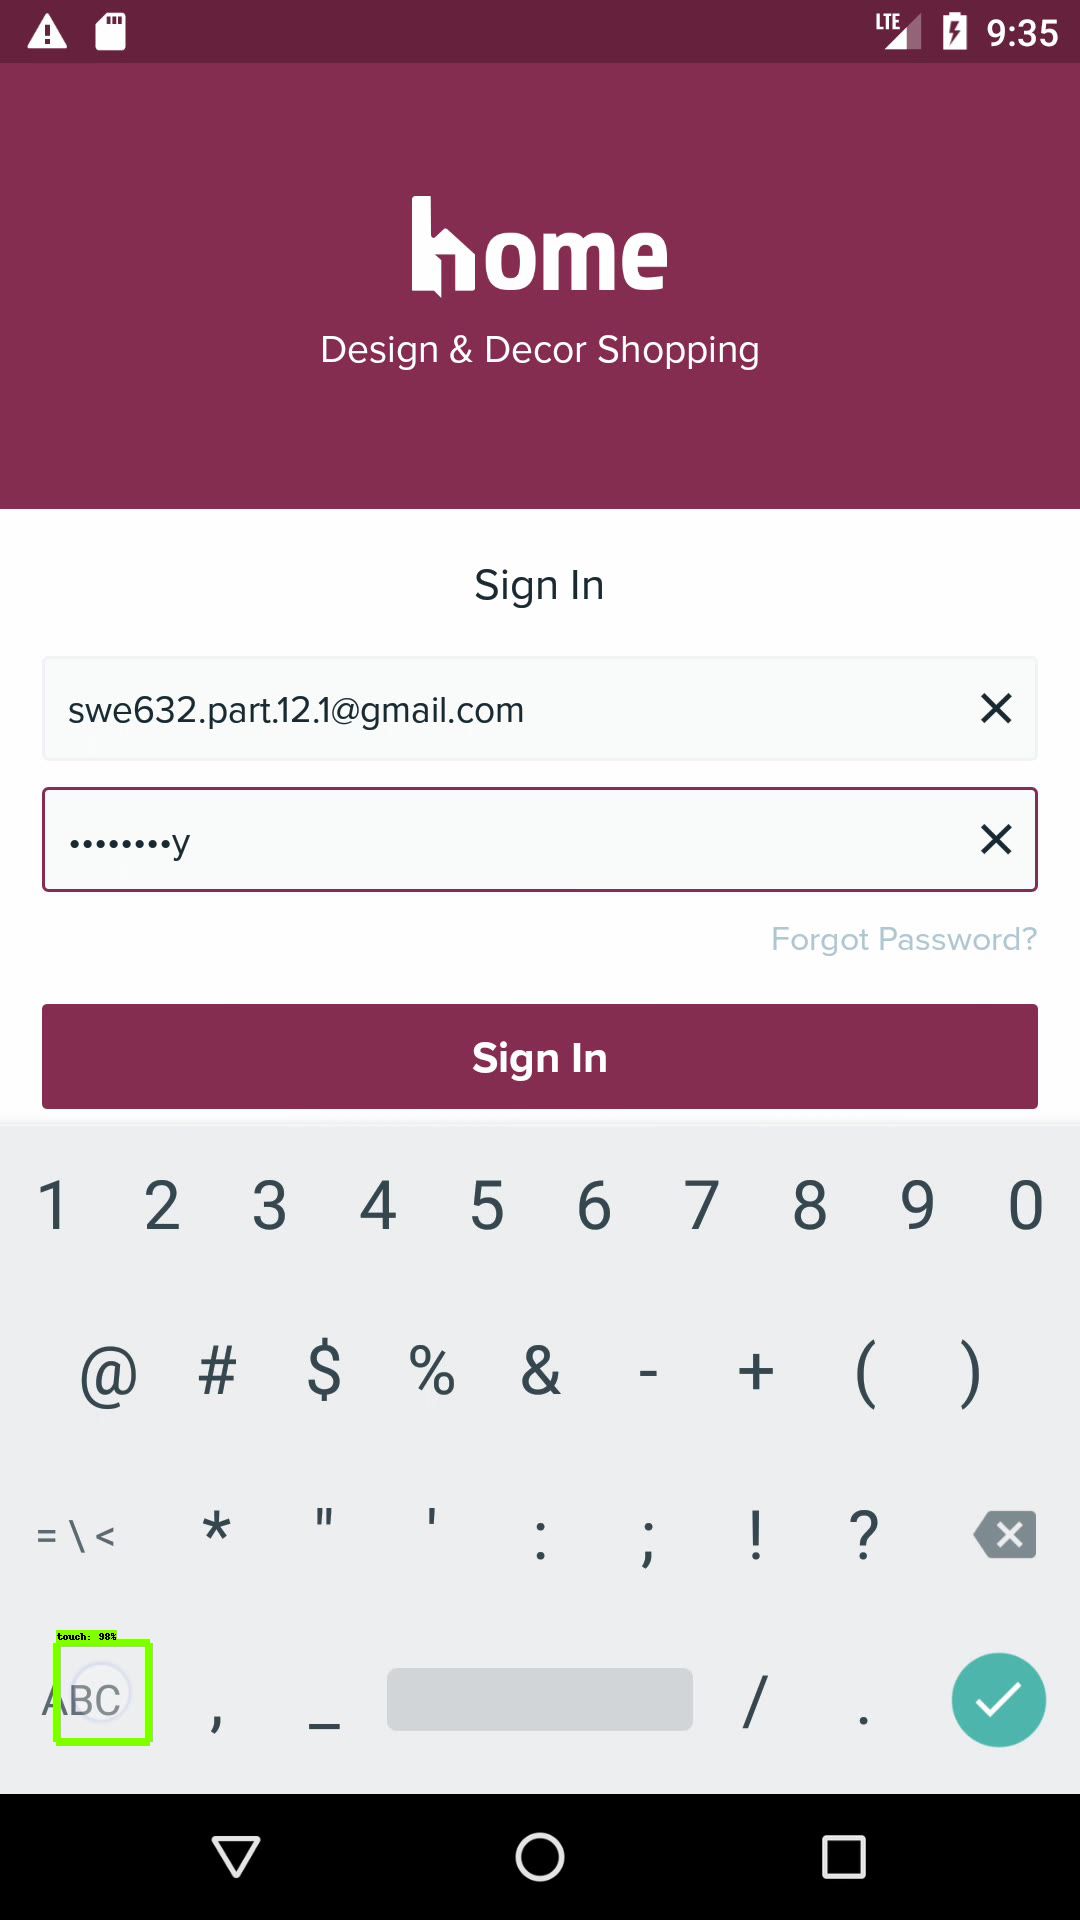 LTE 9:35
home
Design & Decor Shopping
Sign In
swe632.part.12.1@gmail.com
••••••••y
Forgot Password?
Sign In
1 2 3 4 5 6 7 8 9 0
@ # $ % & - + ( )
= \ < * " ' : ; ! ?
touch: 98%
ABC , _ / .